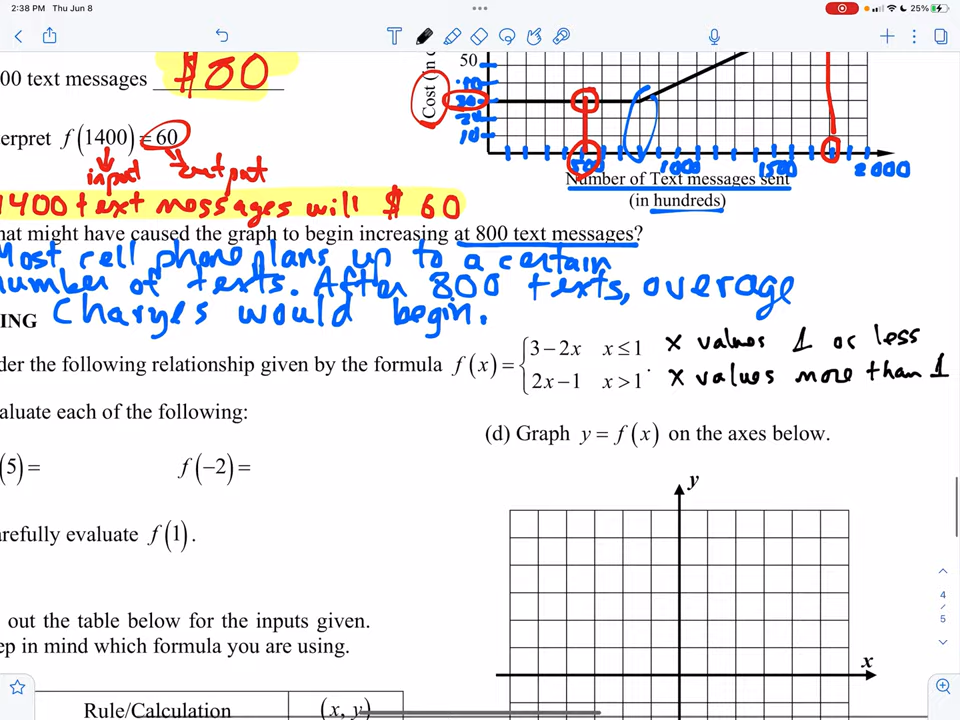 2:38 PM Thu Jun 8
25%
00 text messages $80
erpret f(1400) = 60
input output
1400 text messages will $ 60
Cost (in
50
40
30
20
10
500 1000 1500 2000
Number of Text messages sent
(in hundreds)
hat might have caused the graph to begin increasing at 800 text messages?
Most cell phone plans up to a certain
number of texts. After 800 texts, overage
charges would begin.
ING
der the following relationship given by the formula f(x) = { 3 − 2x x ≤ 1 x values 1 or less
2x − 1 x > 1 . x values more than 1
aluate each of the following:
(d) Graph y = f(x) on the axes below.
(5) = f(−2) =
y
arefully evaluate f(1).
out the table below for the inputs given.
ep in mind which formula you are using.
x
Rule/Calculation (x, y)
4
/
5